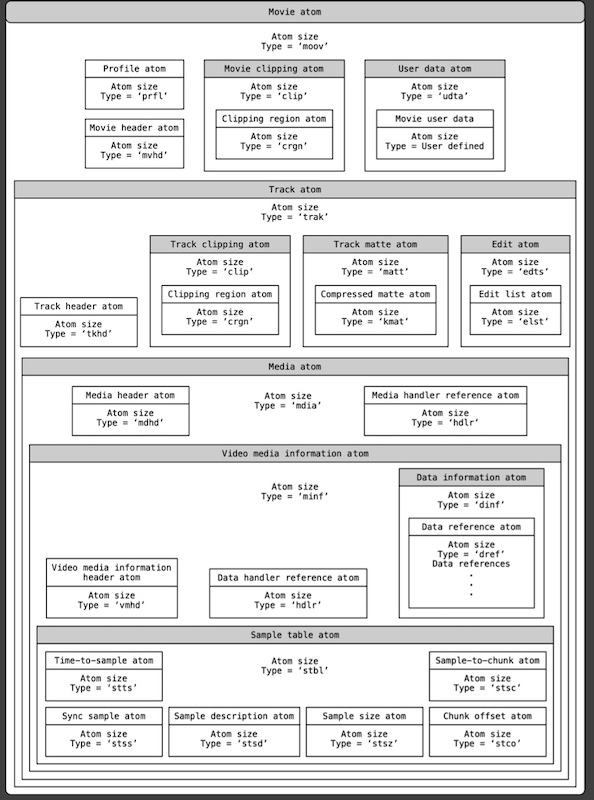 Movie atom
Atom size
Type = ‘moov’
Profile atom
Atom size
Type = ‘prfl’
Movie header atom
Atom size
Type = ‘mvhd’
Movie clipping atom
Atom size
Type = ‘clip’
Clipping region atom
Atom size
Type = ‘crgn’
User data atom
Atom size
Type = ‘udta’
Movie user data
Atom size
Type = User defined
Track atom
Atom size
Type = ‘trak’
Track header atom
Atom size
Type = ‘tkhd’
Track clipping atom
Atom size
Type = ‘clip’
Clipping region atom
Atom size
Type = ‘crgn’
Track matte atom
Atom size
Type = ‘matt’
Compressed matte atom
Atom size
Type = ‘kmat’
Edit atom
Atom size
Type = ‘edts’
Edit list atom
Atom size
Type = ‘elst’
Media atom
Media header atom
Atom size
Type = ‘mdhd’
Atom size
Type = ‘mdia’
Media handler reference atom
Atom size
Type = ‘hdlr’
Video media information atom
Atom size
Type = ‘minf’
Video media information
header atom
Atom size
Type = ‘vmhd’
Data handler reference atom
Atom size
Type = ‘hdlr’
Data information atom
Atom size
Type = ‘dinf’
Data reference atom
Atom size
Type = ‘dref’
Data references
.
.
.
Sample table atom
Time-to-sample atom
Atom size
Type = ‘stts’
Atom size
Type = ‘stbl’
Sample-to-chunk atom
Atom size
Type = ‘stsc’
Sync sample atom
Atom size
Type = ‘stss’
Sample description atom
Atom size
Type = ‘stsd’
Sample size atom
Atom size
Type = ‘stsz’
Chunk offset atom
Atom size
Type = ‘stco’